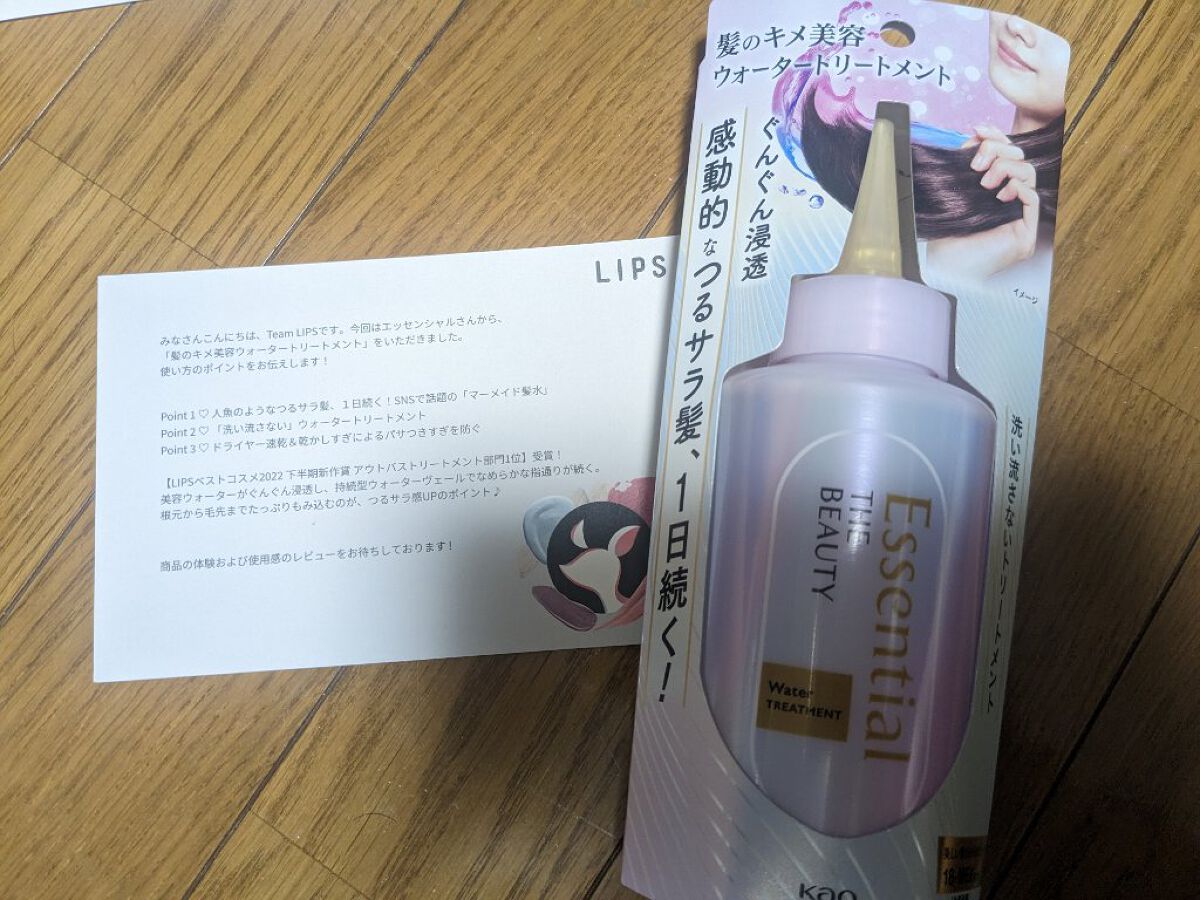 LIPS
みなさんこんにちは、Team LIPSです。今回はエッセンシャルさんから、
「髪のキメ美容ウォータートリートメント」をいただきました。
使い方のポイントをお伝えします！
Point 1 ♡ 人魚のようなつるサラ髪、1日続く！SNSで話題の「マーメイド髪水」
Point 2 ♡ 「洗い流さない」ウォータートリートメント
Point 3 ♡ ドライヤー速乾＆乾かしすぎによるパサつきすぎを防ぐ
【LIPSベストコスメ2022 下半期新作賞 アウトバストリートメント部門1位】受賞！
美容ウォーターがぐんぐん浸透し、持続型ウォーターヴェールでなめらかな指通りが続く。
根元から毛先までたっぷりもみ込むのが、つるサラ感UPのポイント♪
商品の体験および使用感のレビューをお待ちしております！
髪のキメ美容
ウォータートリートメント
ぐんぐん浸透
感動的なつるサラ髪、1日続く！
イメージ
洗い流さないトリートメント
Essential
THE
BEAUTY
Water
TREATMENT
Kao